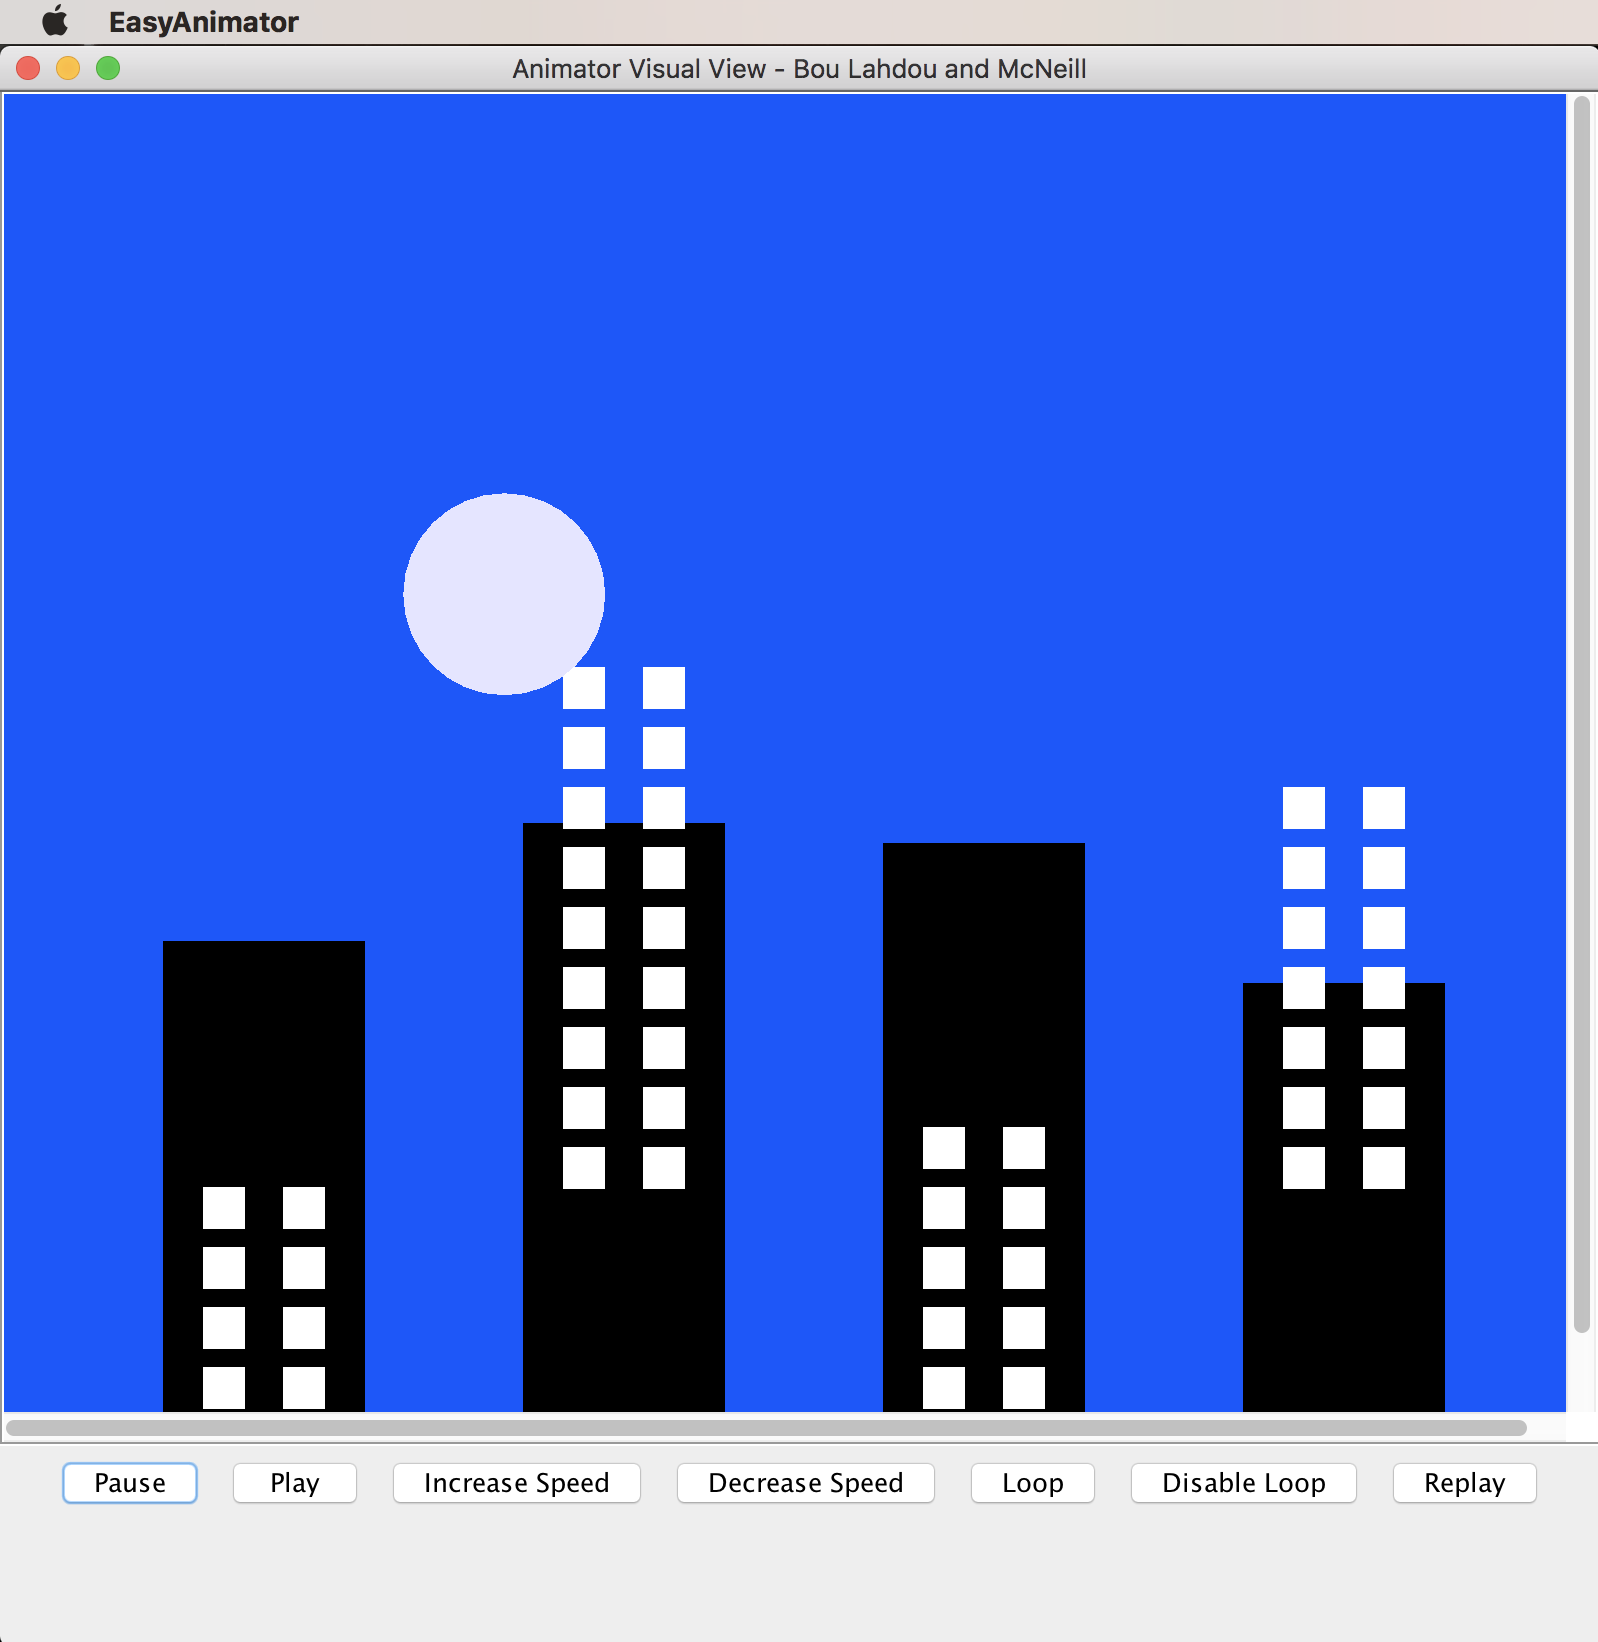 EasyAnimator
Animator Visual View - Bou Lahdou and McNeill
Pause Play Increase Speed Decrease Speed Loop Disable Loop Replay